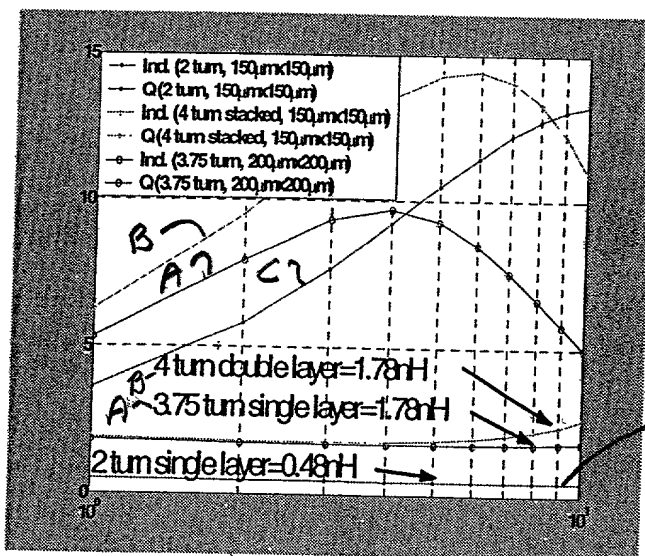 15
Ind. (2 turn, 150µmx150µm)
Q(2 turn, 150µmx150µm)
Ind. (4 turn stacked, 150µmx150µm)
Q(4 turn stacked, 150µmx150µm)
Ind. (3.75 turn, 200µmx200µm)
Q(3.75 turn, 200µmx200µm)
10
B
A
C
5
B 4 turn double layer=1.78nH
A 3.75 turn single layer=1.78nH
2 turn single layer=0.48nH
0
10⁰
10¹